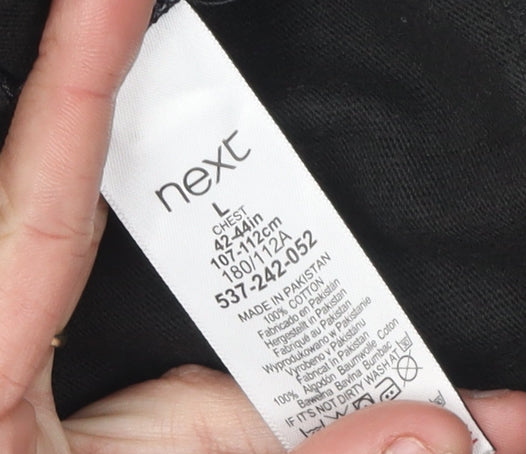 next
L
CHEST
42-44in
107-112cm
180/112A
537-242-052
MADE IN PAKISTAN
100% COTTON
Fabricado en Pakistán
Hergestellt in Pakistan
Fabriqué au Pakistan
Wyprodukowano w Pakistanie
Vyrobeno v Pákistánu
Fabricat in Pakistan
100% Algodón Baumwolle Coton
Bawełna Bavlna Bumbac
IF IT'S NOT DIRTY WASH AT